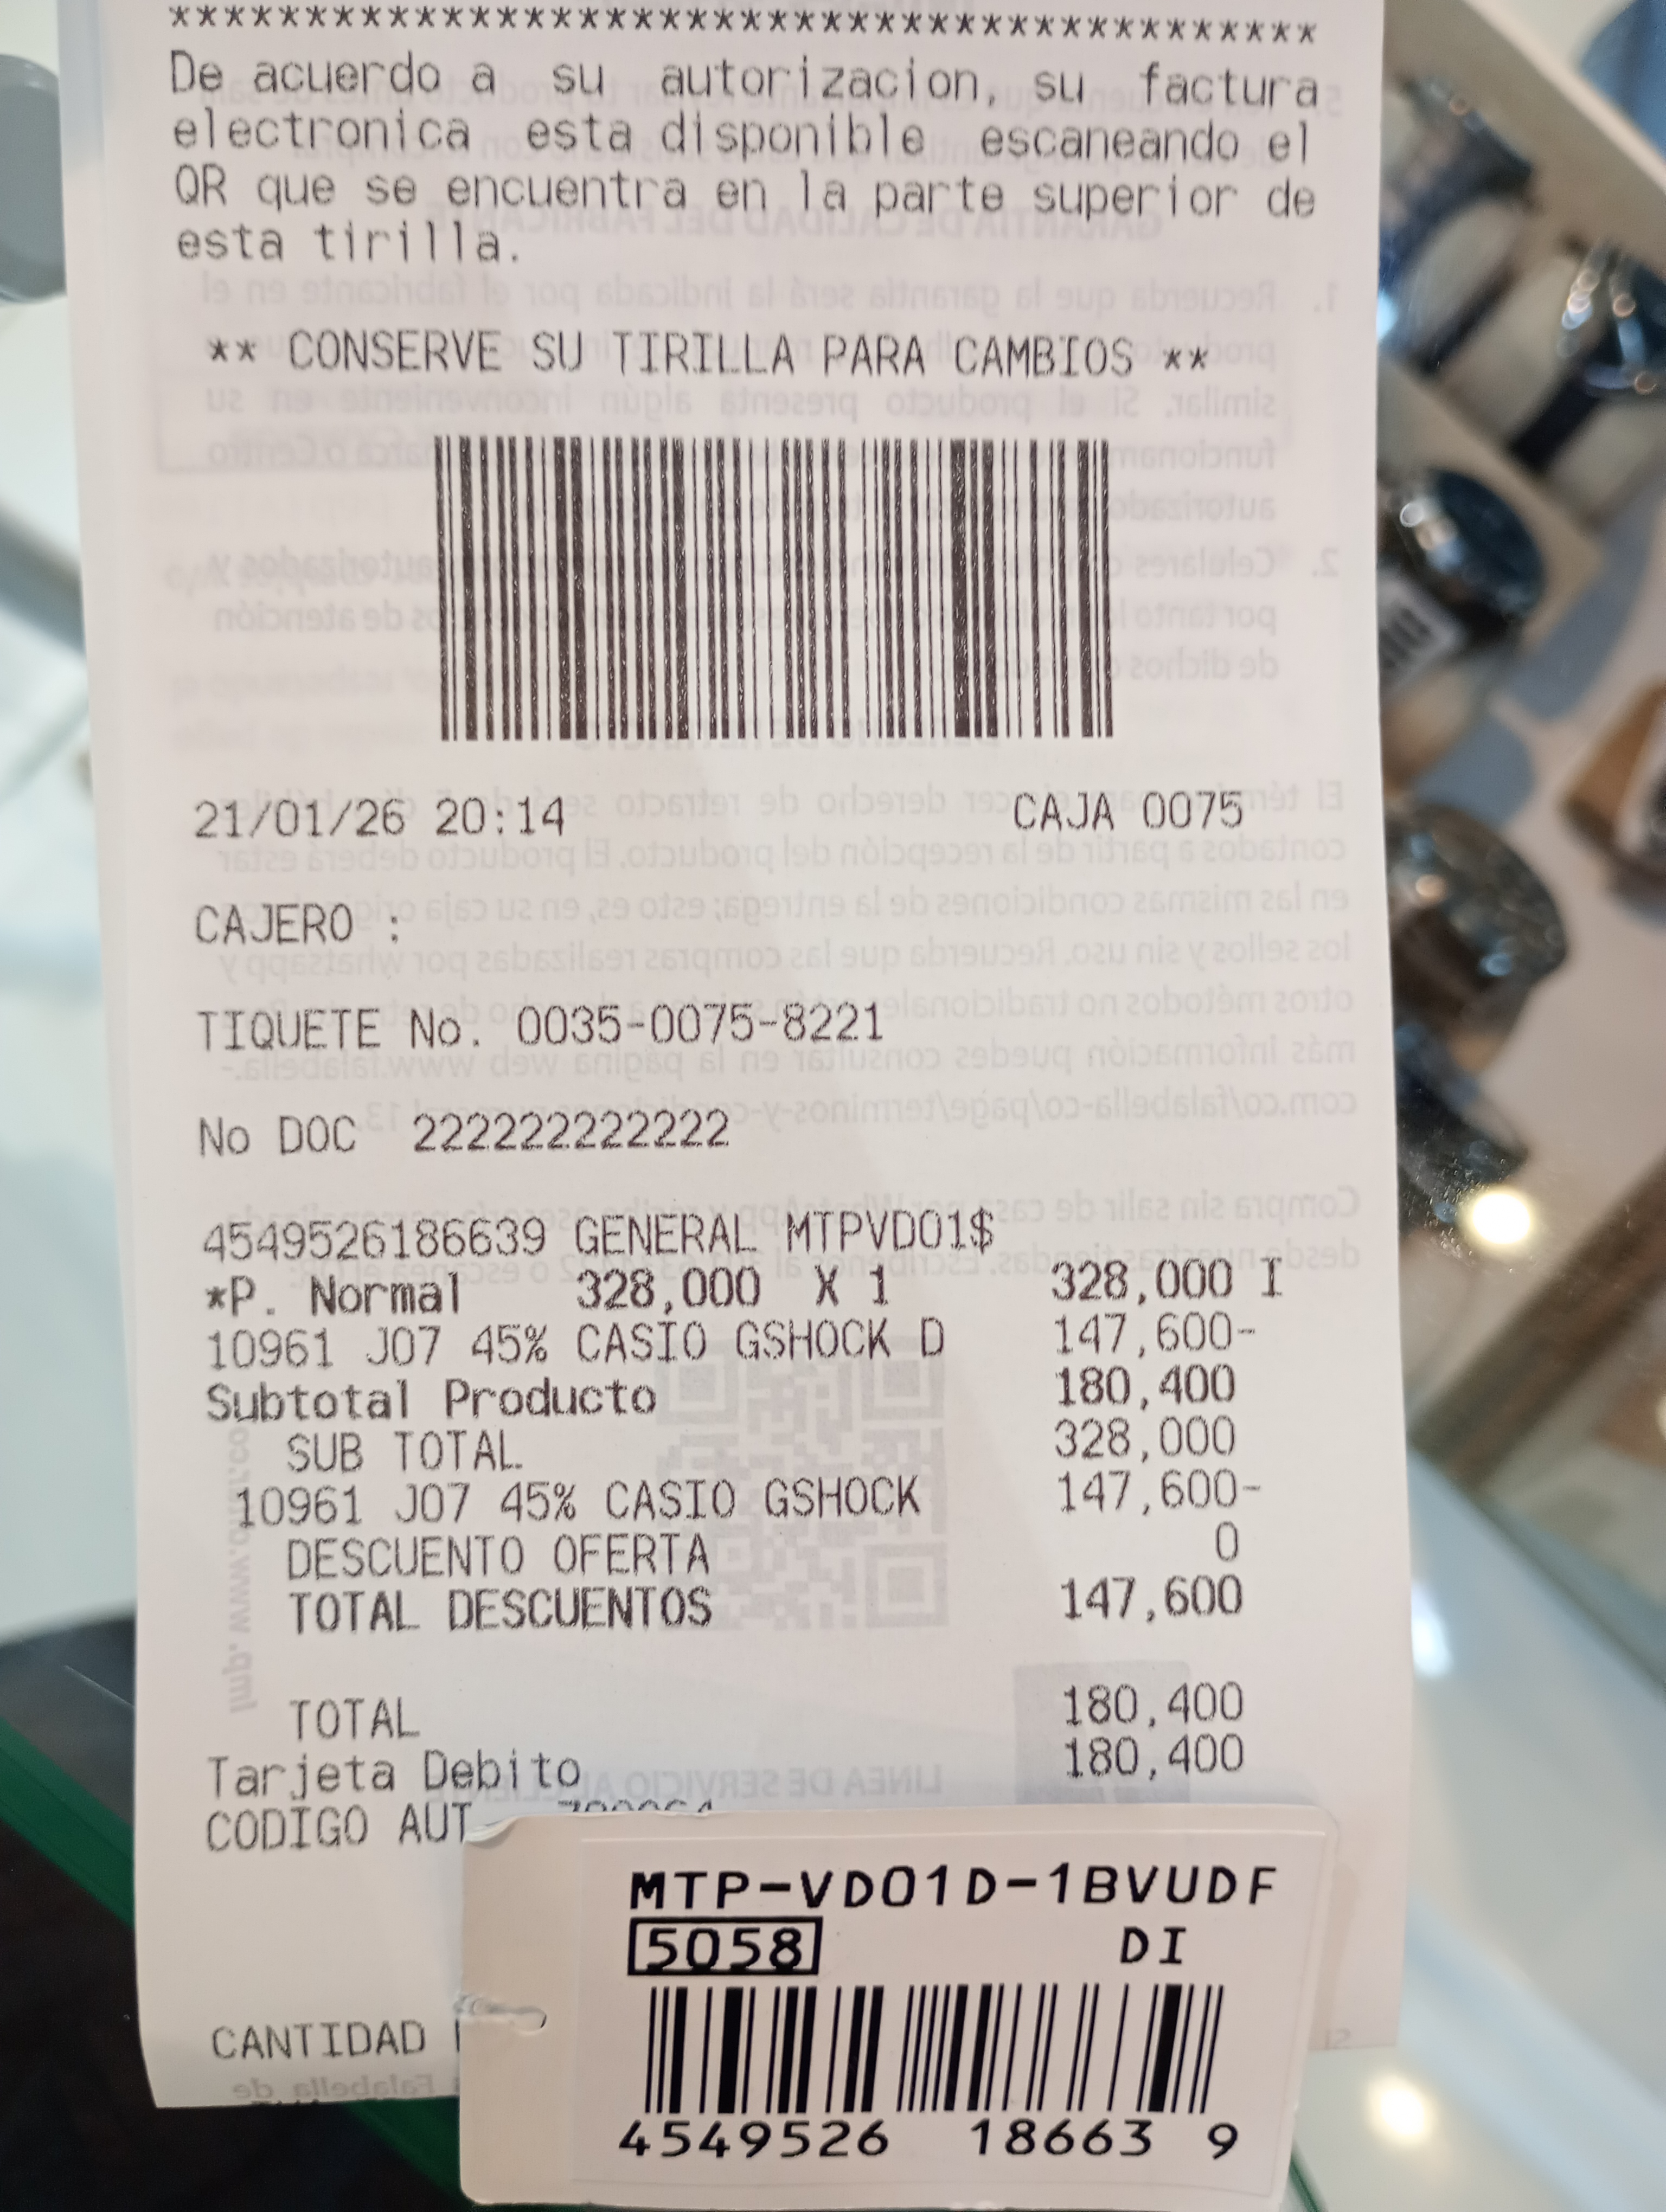 ******************************************
De acuerdo a su autorizacion, su factura
electronica esta disponible escaneando el
QR que se encuentra en la parte superior de
esta tirilla.
** CONSERVE SU TIRILLA PARA CAMBIOS **
21/01/26 20:14 CAJA 0075
CAJERO :
TIQUETE No. 0035-0075-8221
No DOC 222222222222
4549526186639 GENERAL MTPVD01$
*P. Normal 328,000 X 1 328,000 I
10961 J07 45% CASIO GSHOCK D 147,600-
Subtotal Producto 180,400
SUB TOTAL 328,000
10961 J07 45% CASIO GSHOCK 147,600-
DESCUENTO OFERTA 0
TOTAL DESCUENTOS 147,600
TOTAL 180,400
Tarjeta Debito 180,400
CODIGO AUT
CANTIDAD
MTP-VD01D-1BVUDF
5058 DI
4549526 18663 9